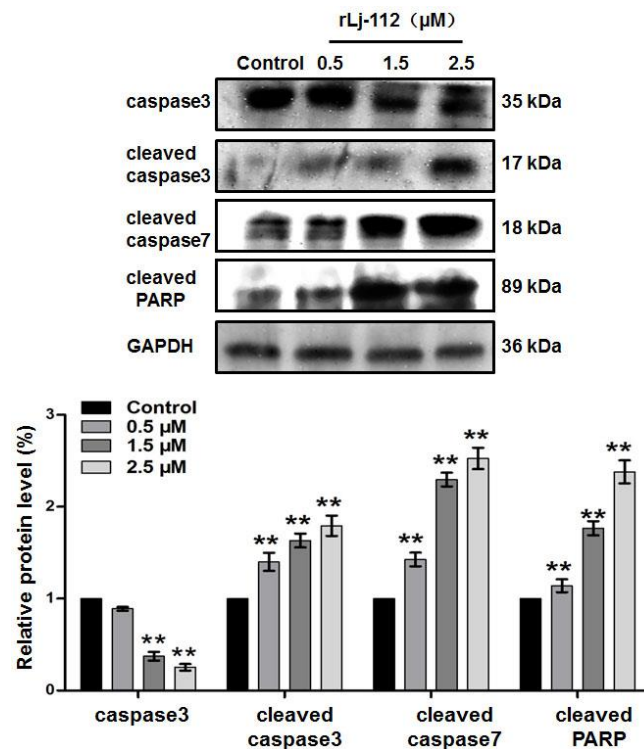 rLj-112（μM）
Control 0.5 1.5 2.5
caspase3 35 kDa
cleaved
caspase3 17 kDa
cleaved
caspase7 18 kDa
cleaved
PARP 89 kDa
GAPDH 36 kDa
Relative protein level (%)
3
2
1
0
Control
0.5 μM
1.5 μM
2.5 μM
** **
** ** **
** ** **
** ** **
caspase3 cleaved cleaved cleaved
caspase3 caspase7 PARP